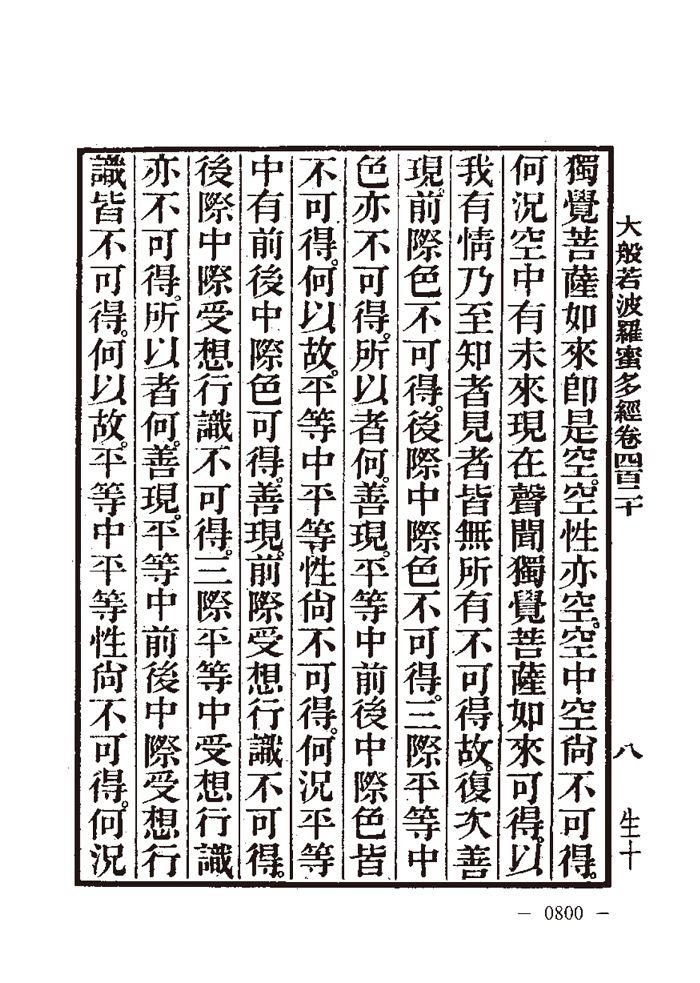 大般若波羅蜜多經卷四百二十 八 生十
獨覺菩薩如來卽是空。空性亦空。空中空尙不可得。
何況空中有未來現在聲聞獨覺菩薩如來可得。以
我有情乃至知者見者皆無所有不可得故。復次善
現。前際色不可得。後際中際色不可得。三際平等中
色亦不可得。所以者何。善現。平等中前後中際色皆
不可得。何以故。平等中平等性尙不可得。何況平等
中有前後中際色可得。善現。前際受想行識不可得。
後際中際受想行識不可得。三際平等中受想行識
亦不可得。所以者何。善現。平等中前後中際受想行
識皆不可得。何以故。平等中平等性尙不可得。何況
— 0800 —